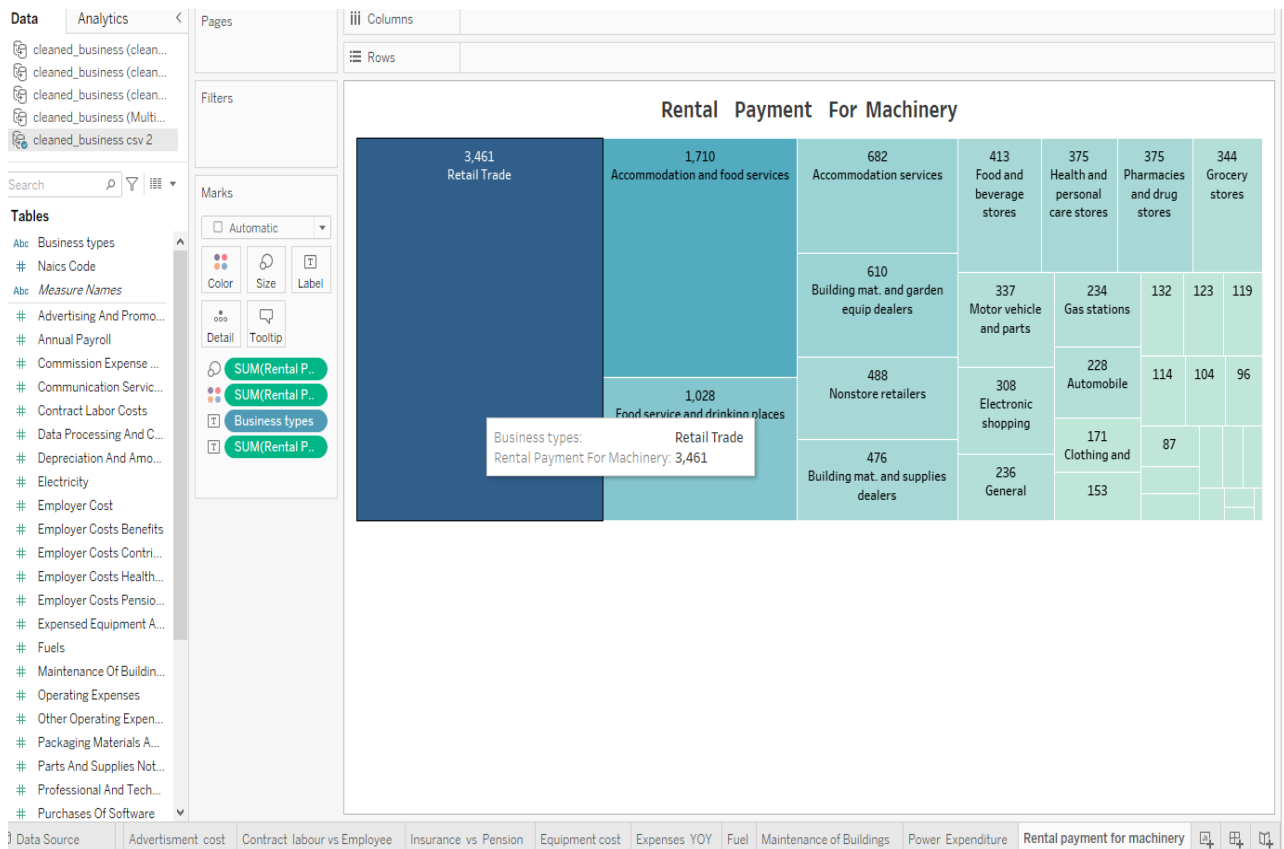 Data
Analytics
cleaned_business (clean...
cleaned_business (clean...
cleaned_business (clean...
cleaned_business (Multi...
cleaned_business csv 2
Search
Tables
Abc Business types
# Naics Code
Abc Measure Names
# Advertising And Promo...
# Annual Payroll
# Commission Expense ...
# Communication Servic...
# Contract Labor Costs
# Data Processing And C...
# Depreciation And Amo...
# Electricity
# Employer Cost
# Employer Costs Benefits
# Employer Costs Contri...
# Employer Costs Health...
# Employer Costs Pensio...
# Expensed Equipment A...
# Fuels
# Maintenance Of Buildin...
# Operating Expenses
# Other Operating Expen...
# Packaging Materials A...
# Parts And Supplies Not...
# Professional And Tech...
# Purchases Of Software
Pages
Filters
Marks
Automatic
Color Size Label
Detail Tooltip
SUM(Rental P..
SUM(Rental P..
Business types
SUM(Rental P..
Columns
Rows
Rental Payment For Machinery
3,461
Retail Trade
1,710
Accommodation and food services
1,028
Food service and drinking places
Business types: Retail Trade
Rental Payment For Machinery: 3,461
682
Accommodation services
610
Building mat. and garden
equip dealers
488
Nonstore retailers
476
Building mat. and supplies
dealers
413
Food and
beverage
stores
375
Health and
personal
care stores
375
Pharmacies
and drug
stores
344
Grocery
stores
337
Motor vehicle
and parts
308
Electronic
shopping
236
General
234
Gas stations
228
Automobile
171
Clothing and
153
132
123
119
114
104
96
87
Data Source
Advertisment cost
Contract labour vs Employee
Insurance vs Pension
Equipment cost
Expenses YOY
Fuel
Maintenance of Buildings
Power Expenditure
Rental payment for machinery